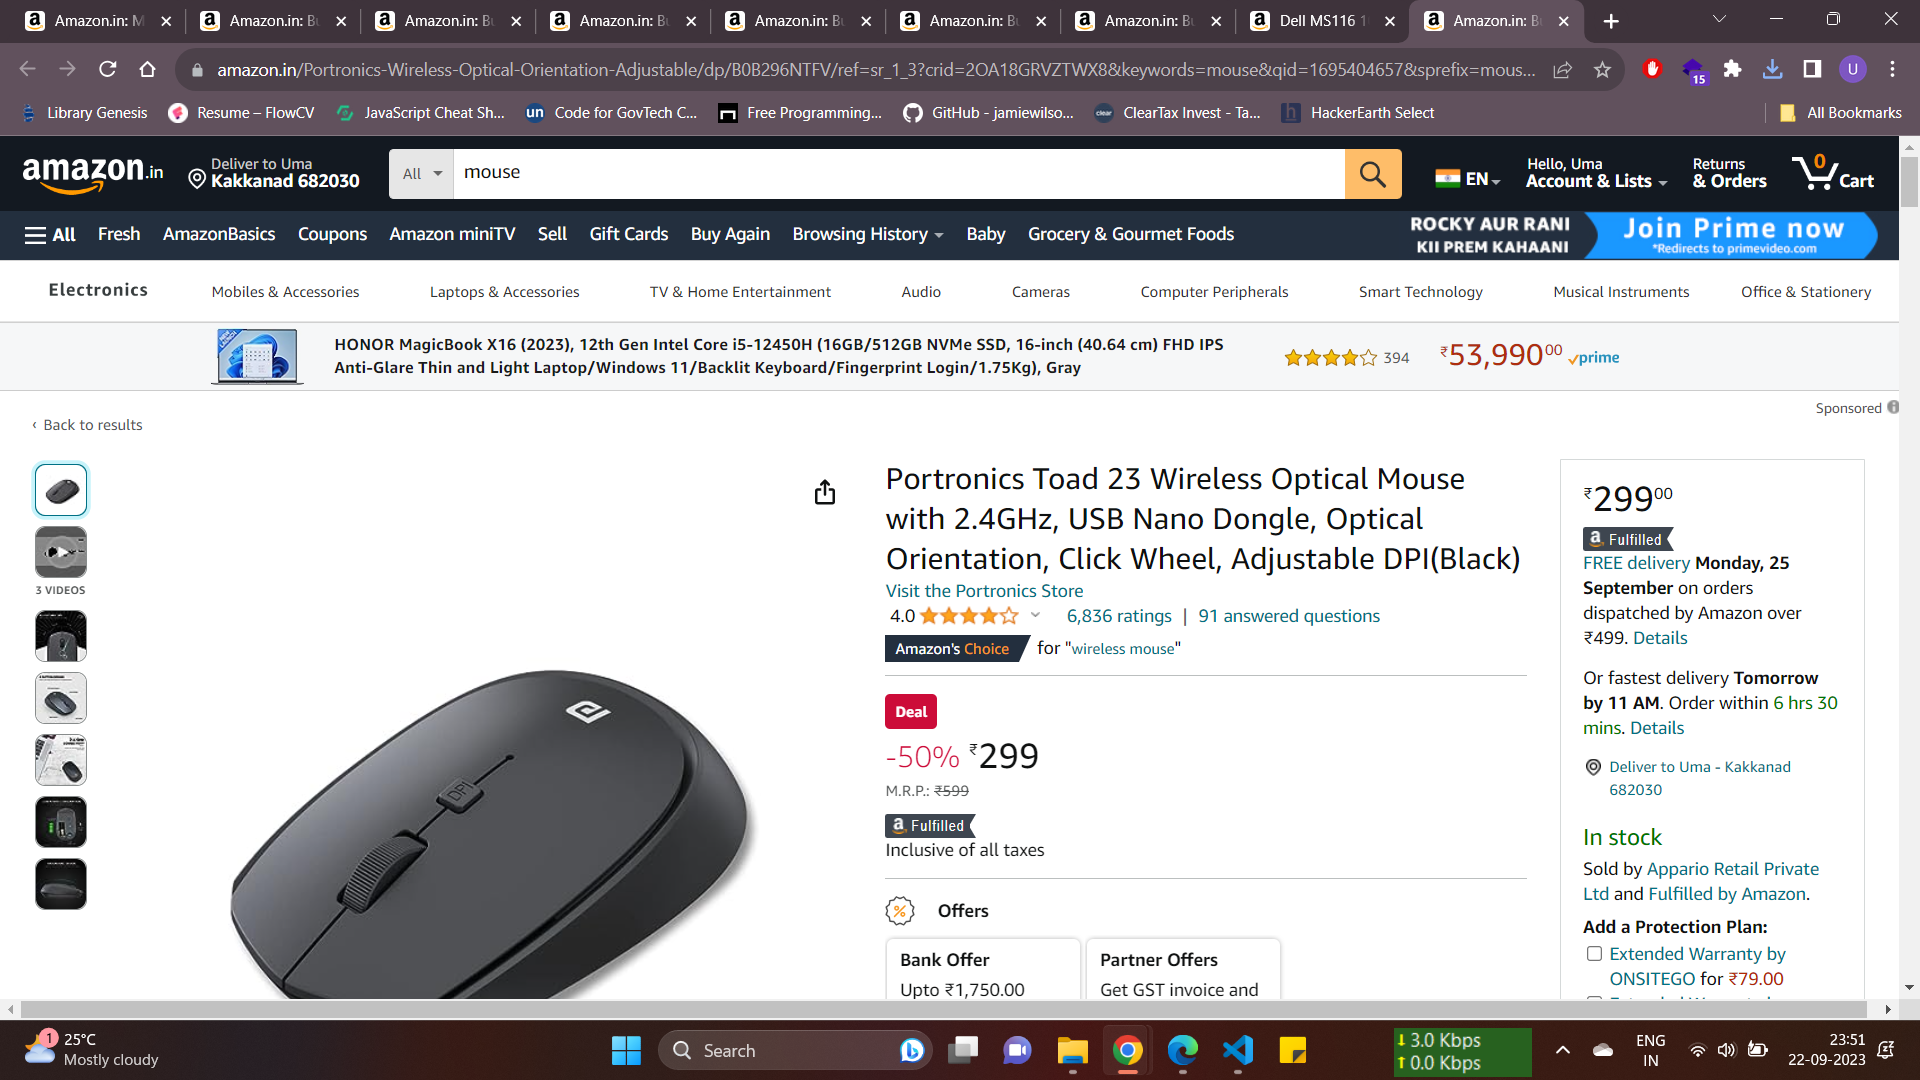 Amazon.in: M
Amazon.in: Bu
Amazon.in: Bu
Amazon.in: Bu
Amazon.in: Bu
Amazon.in: Bu
Amazon.in: Bu
Dell MS116 1
Amazon.in: Bu
amazon.in/Portronics-Wireless-Optical-Orientation-Adjustable/dp/B0B296NTFV/ref=sr_1_3?crid=2OA18GRVZTWX8&keywords=mouse&qid=1695404657&sprefix=mous...
15
U
Library Genesis
Resume – FlowCV
JavaScript Cheat Sh...
un Code for GovTech C...
Free Programming...
GitHub - jamiewilso...
clear ClearTax Invest - Ta...
h HackerEarth Select
All Bookmarks
amazon.in
Deliver to Uma
Kakkanad 682030
All
mouse
EN
Hello, Uma
Account & Lists
Returns
& Orders
0
Cart
All
Fresh
AmazonBasics
Coupons
Amazon miniTV
Sell
Gift Cards
Buy Again
Browsing History
Baby
Grocery & Gourmet Foods
ROCKY AUR RANI
KII PREM KAHAANI
Join Prime now
*Redirects to primevideo.com
Electronics
Mobiles & Accessories
Laptops & Accessories
TV & Home Entertainment
Audio
Cameras
Computer Peripherals
Smart Technology
Musical Instruments
Office & Stationery
HONOR MagicBook X16 (2023), 12th Gen Intel Core i5-12450H (16GB/512GB NVMe SSD, 16-inch (40.64 cm) FHD IPS
Anti-Glare Thin and Light Laptop/Windows 11/Backlit Keyboard/Fingerprint Login/1.75Kg), Gray
394
₹53,99000
prime
Sponsored
‹ Back to results
3 VIDEOS
DPI
Portronics Toad 23 Wireless Optical Mouse
with 2.4GHz, USB Nano Dongle, Optical
Orientation, Click Wheel, Adjustable DPI(Black)
Visit the Portronics Store
4.0
6,836 ratings | 91 answered questions
Amazon's Choice for "wireless mouse"
Deal
-50% ₹299
M.R.P.: ₹599
a Fulfilled
Inclusive of all taxes
% Offers
Bank Offer
Upto ₹1,750.00
Partner Offers
Get GST invoice and
₹29900
a Fulfilled
FREE delivery Monday, 25
September on orders
dispatched by Amazon over
₹499. Details
Or fastest delivery Tomorrow
by 11 AM. Order within 6 hrs 30
mins. Details
Deliver to Uma - Kakkanad
682030
In stock
Sold by Appario Retail Private
Ltd and Fulfilled by Amazon.
Add a Protection Plan:
Extended Warranty by
ONSITEGO for ₹79.00
1
25°C
Mostly cloudy
Search
3.0 Kbps
0.0 Kbps
ENG
IN
23:51
22-09-2023